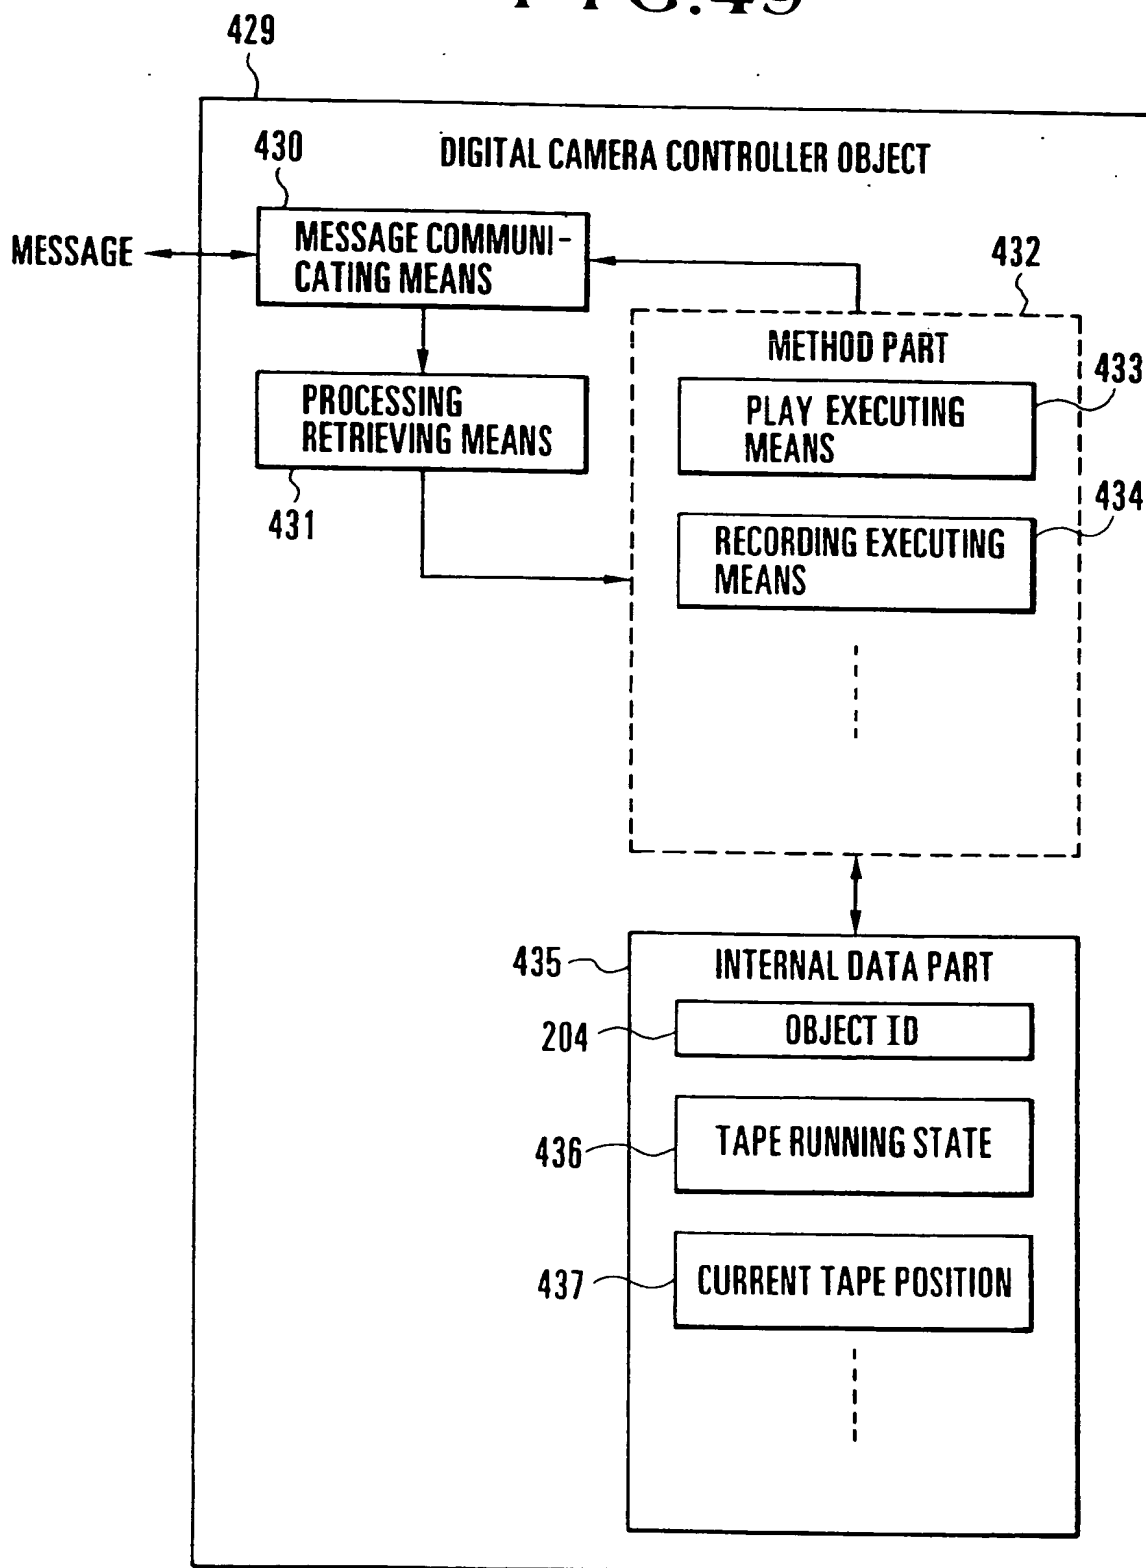 FIG.49
429
DIGITAL CAMERA CONTROLLER OBJECT
430
MESSAGE
MESSAGE COMMUNI-
CATING MEANS
432
METHOD PART
PROCESSING
RETRIEVING MEANS
431
433
PLAY EXECUTING
MEANS
434
RECORDING EXECUTING
MEANS
435
INTERNAL DATA PART
204
OBJECT ID
436
TAPE RUNNING STATE
437
CURRENT TAPE POSITION